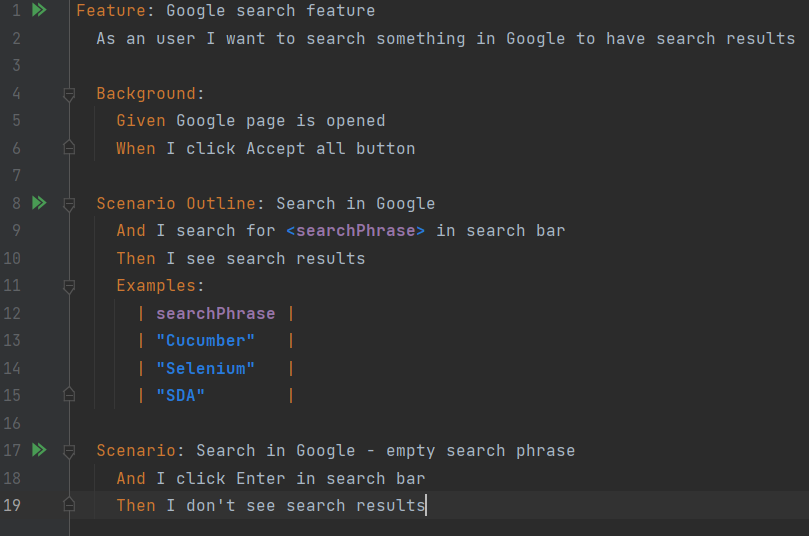 1 Feature: Google search feature
2 As an user I want to search something in Google to have search results
3
4 Background:
5 Given Google page is opened
6 When I click Accept all button
7
8 Scenario Outline: Search in Google
9 And I search for <searchPhrase> in search bar
10 Then I see search results
11 Examples:
12 | searchPhrase |
13 | "Cucumber" |
14 | "Selenium" |
15 | "SDA" |
16
17 Scenario: Search in Google - empty search phrase
18 And I click Enter in search bar
19 Then I don't see search results